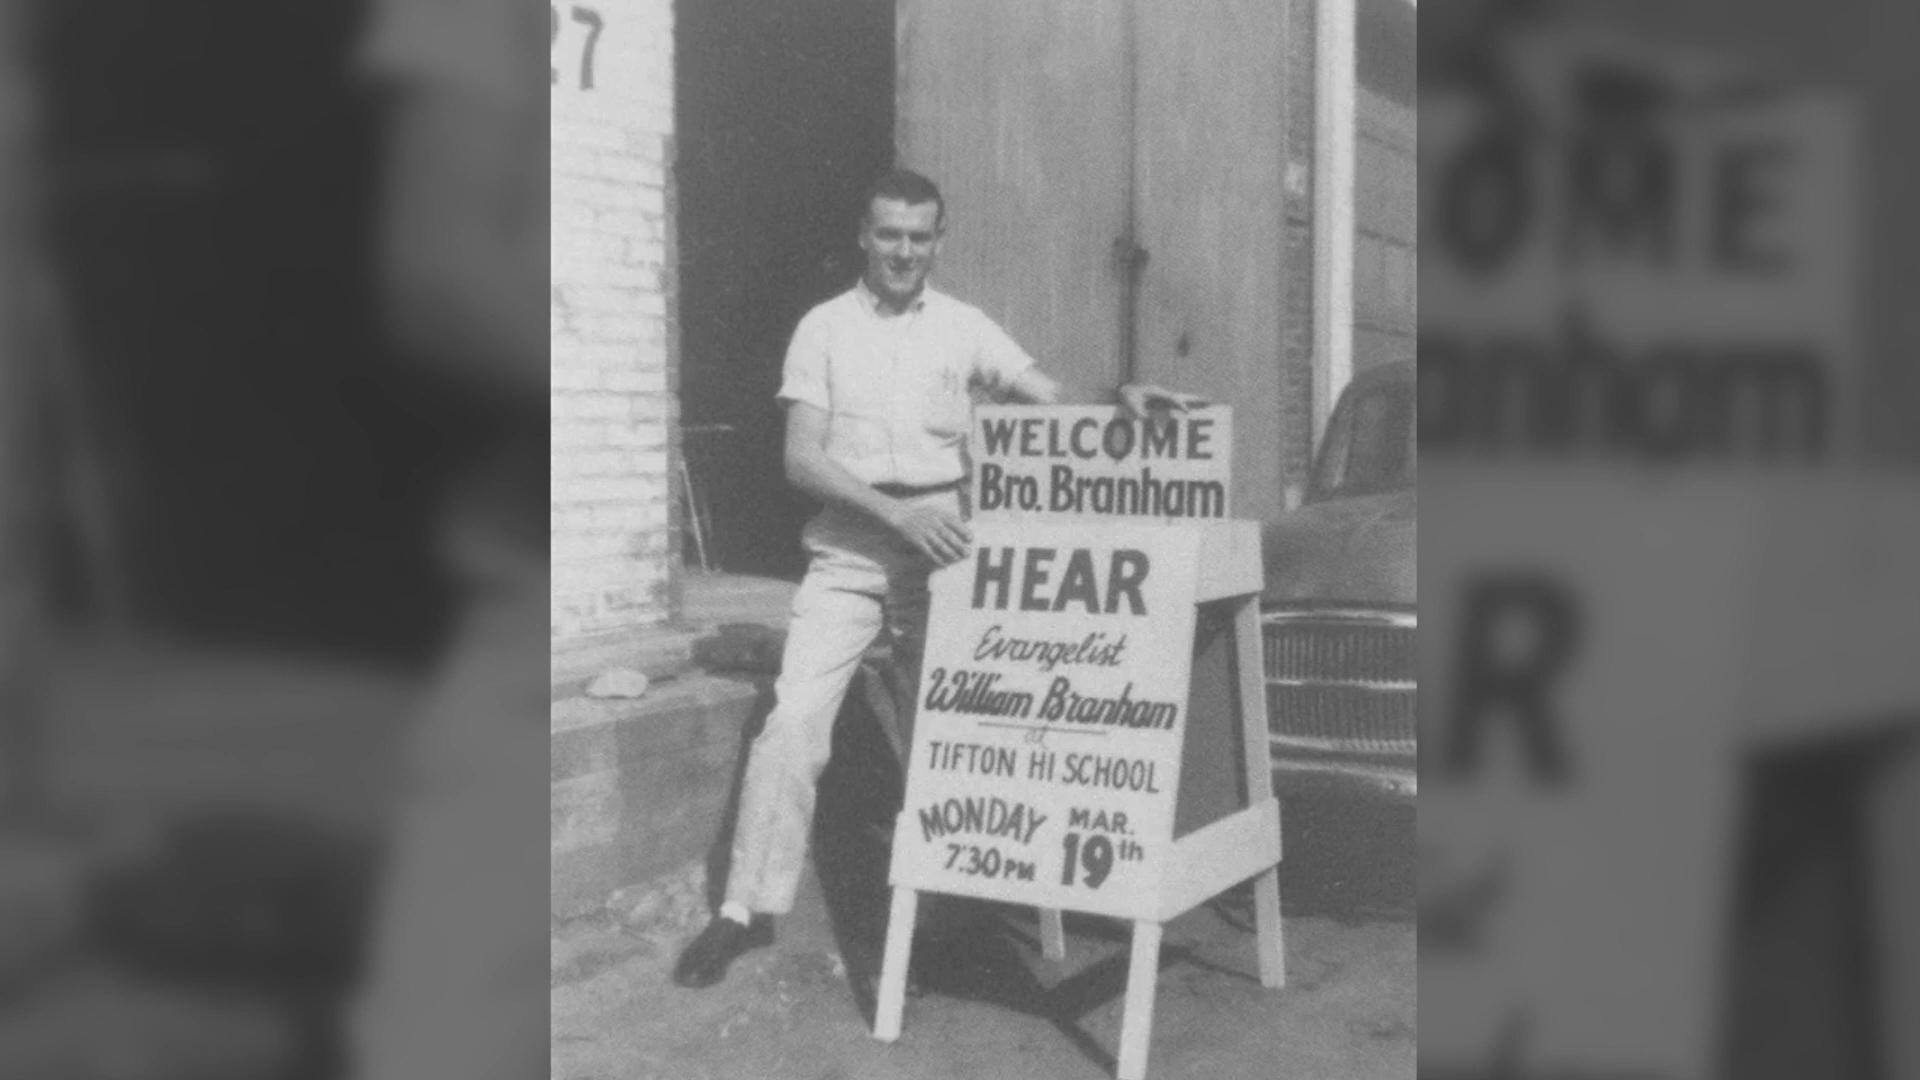 27
WELCOME
Bro. Branham
HEAR
Evangelist
William Branham
at
TIFTON HI SCHOOL
MONDAY MAR.
7:30 PM 19th